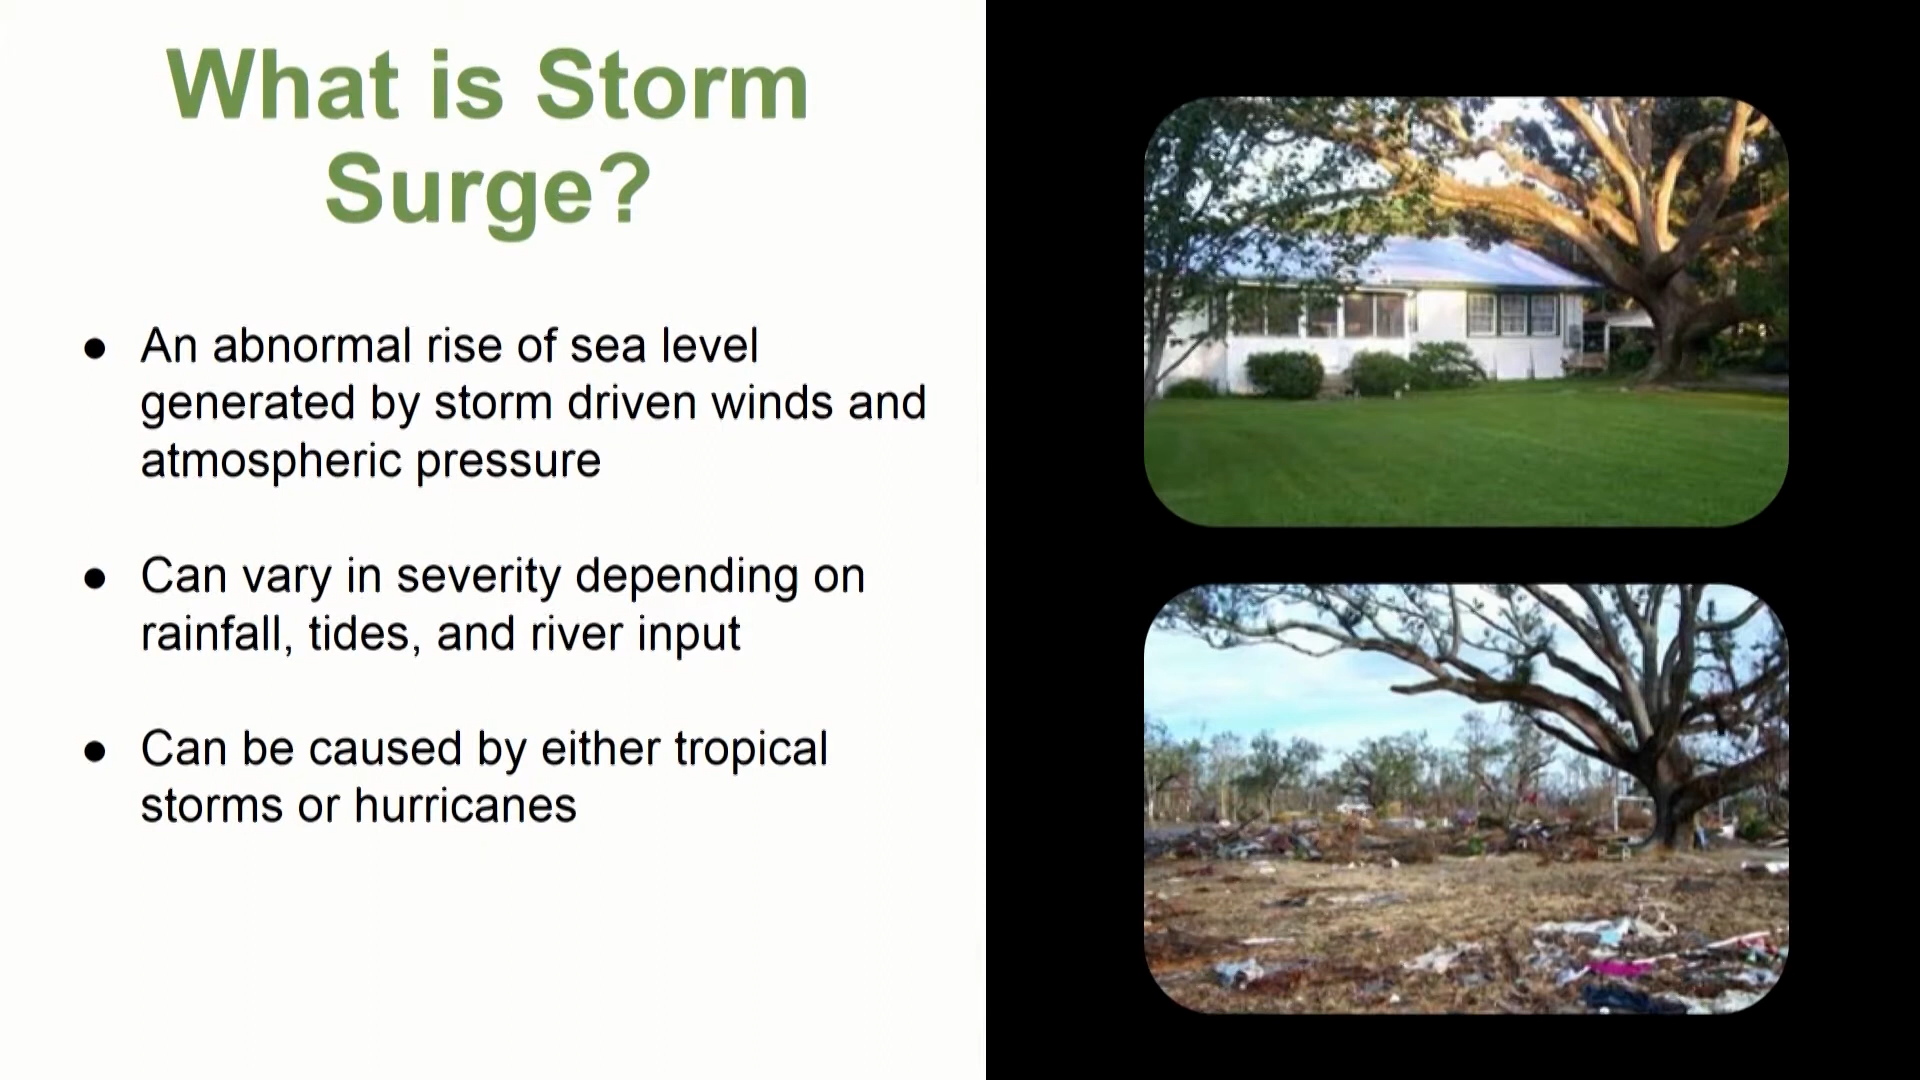 What is Storm
Surge?
● An abnormal rise of sea level
generated by storm driven winds and
atmospheric pressure
● Can vary in severity depending on
rainfall, tides, and river input
● Can be caused by either tropical
storms or hurricanes